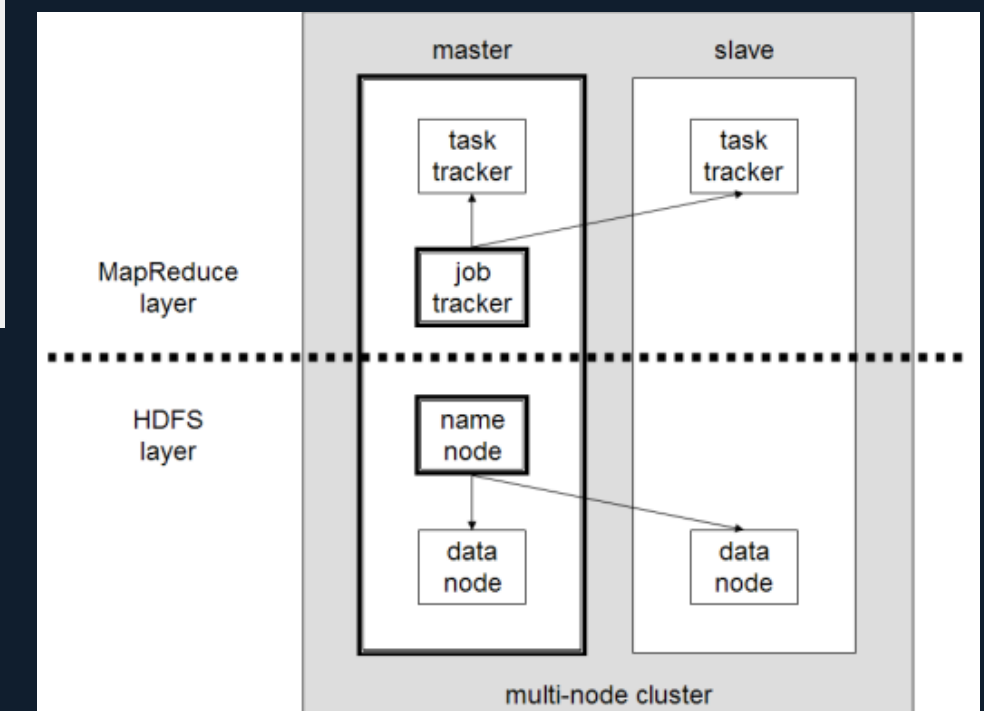 master
slave
task
tracker
task
tracker
MapReduce
layer
job
tracker
HDFS
layer
name
node
data
node
data
node
multi-node cluster